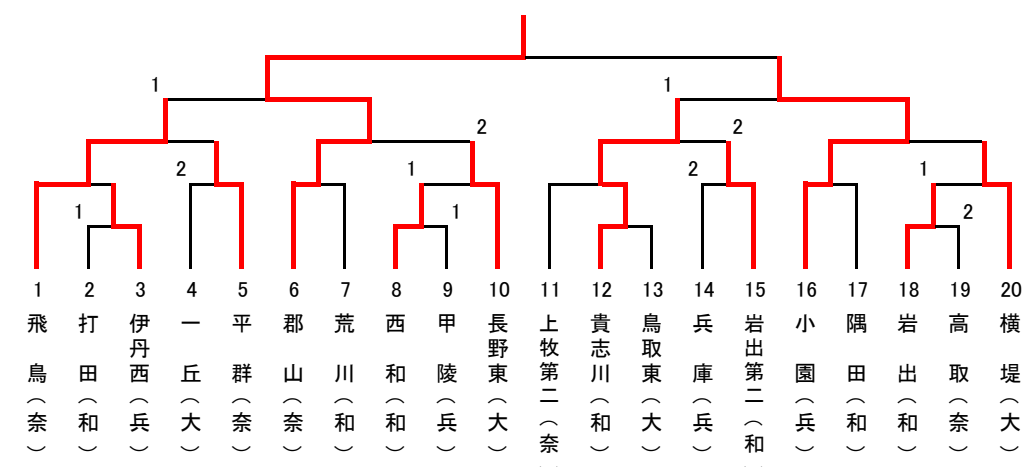 1
1
2
2
2
1
2
1
1
1
1
2
1 2 3 4 5 6 7 8 9 10 11 12 13 14 15 16 17 18 19 20
飛鳥(奈)
打田(和)
伊丹西(兵)
一丘(大)
平群(奈)
郡山(奈)
荒川(和)
西和(和)
甲陵(兵)
長野東(大)
上牧第二(奈
貴志川(和)
鳥取東(大)
兵庫(兵)
岩出第二(和
小園(兵)
隅田(和)
岩出(和)
高取(奈)
横堤(大)